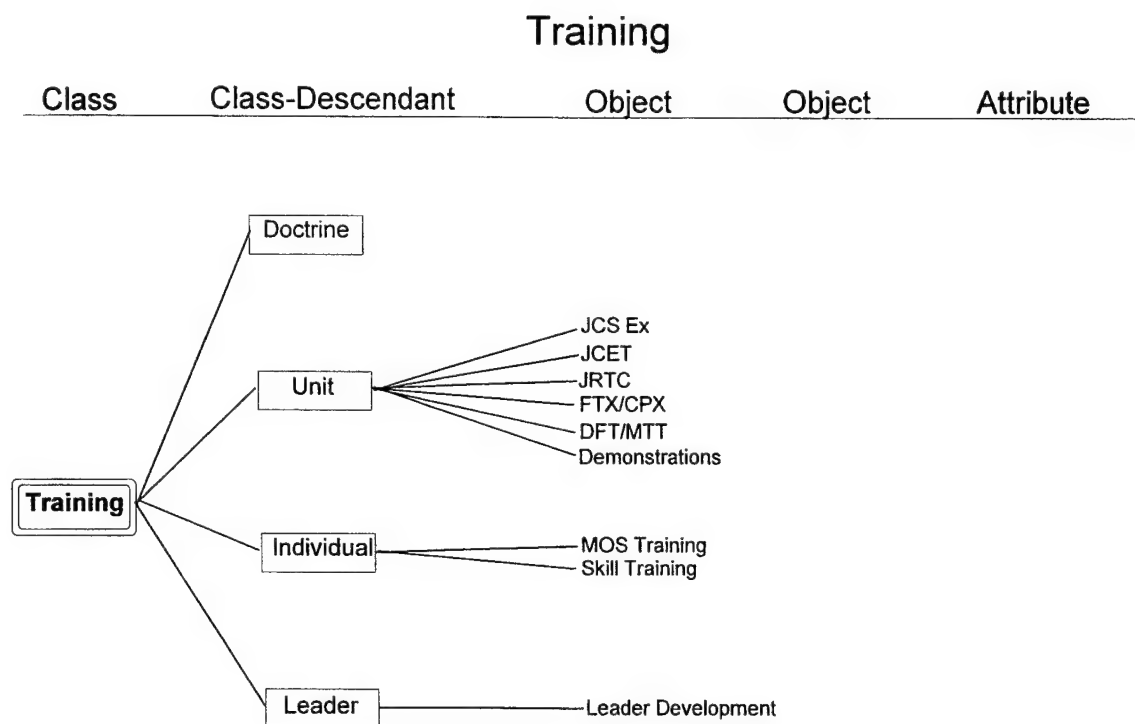 Training
Class Class-Descendant Object Object Attribute
Doctrine
JCS Ex
JCET
Unit JRTC
FTX/CPX
DFT/MTT
Demonstrations
Training
Individual MOS Training
Skill Training
Leader Leader Development